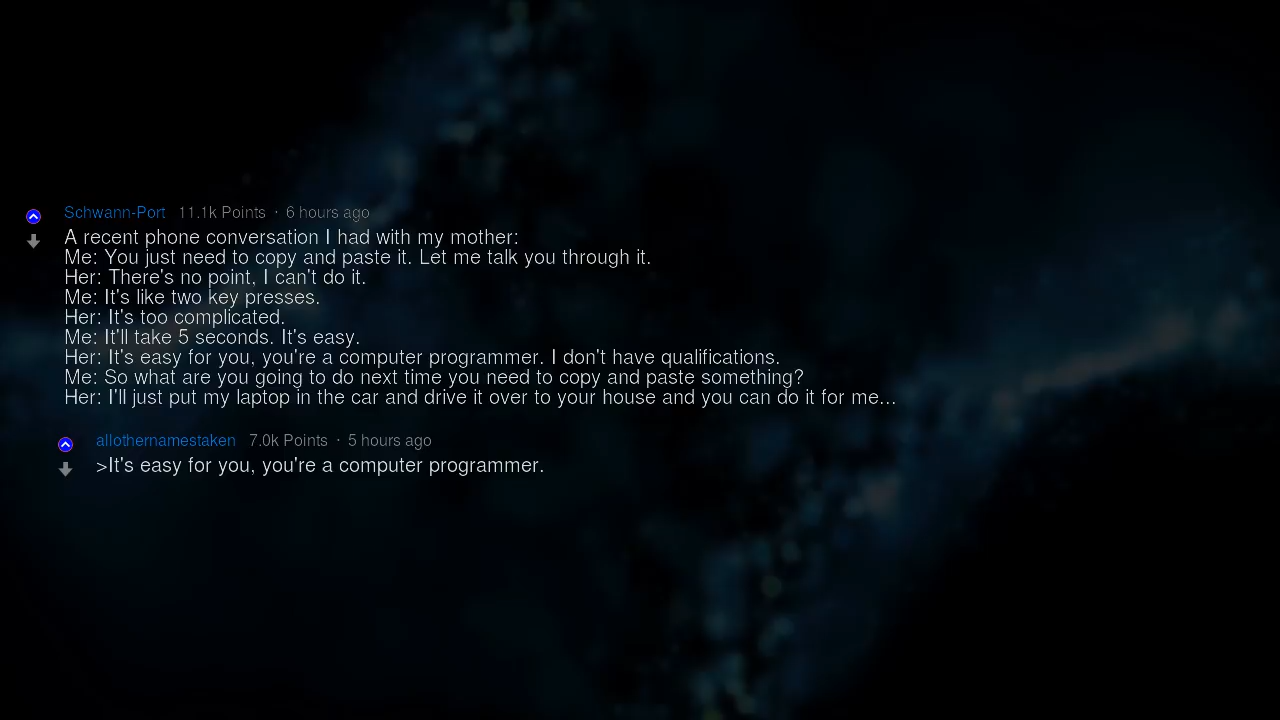 Schwann-Port 11.1k Points · 6 hours ago
A recent phone conversation I had with my mother:
Me: You just need to copy and paste it. Let me talk you through it.
Her: There's no point, I can't do it.
Me: It's like two key presses.
Her: It's too complicated.
Me: It'll take 5 seconds. It's easy.
Her: It's easy for you, you're a computer programmer. I don't have qualifications.
Me: So what are you going to do next time you need to copy and paste something?
Her: I'll just put my laptop in the car and drive it over to your house and you can do it for me...
allothernamestaken 7.0k Points · 5 hours ago
>It's easy for you, you're a computer programmer.